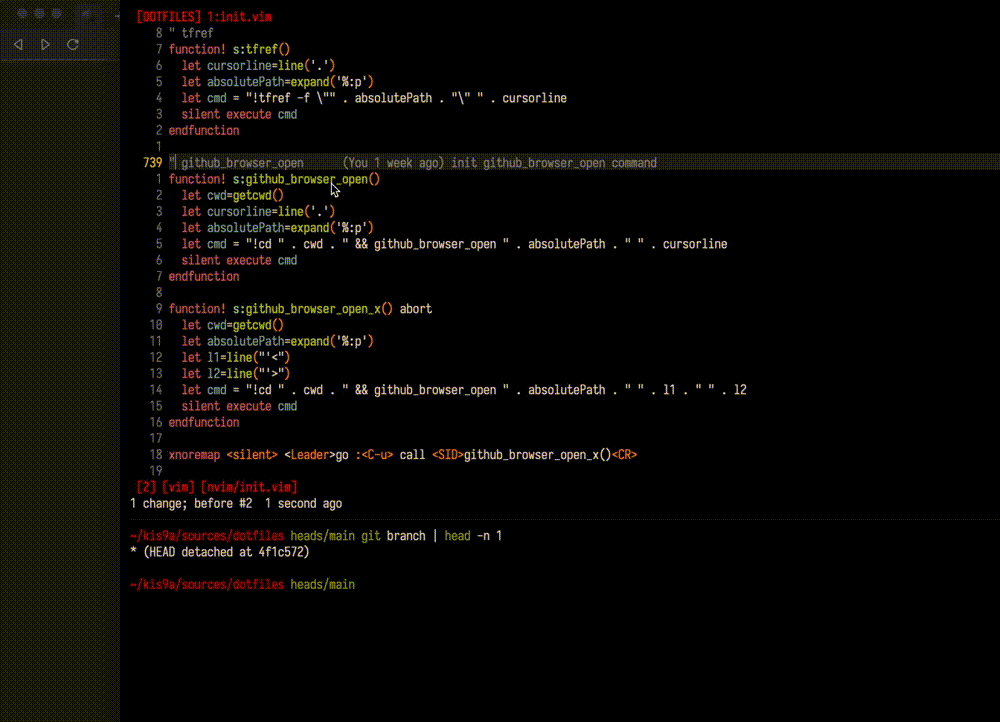 [DOTFILES] 1:init.vim
8 " tfref
7 function! s:tfref()
6 let cursorline=line('.')
5 let absolutePath=expand('%:p')
4 let cmd = "!tfref -f \"" . absolutePath . "\" " . cursorline
3 silent execute cmd
2 endfunction
1
739 " github_browser_open (You 1 week ago) init github_browser_open command
1 function! s:github_browser_open()
2 let cwd=getcwd()
3 let cursorline=line('.')
4 let absolutePath=expand('%:p')
5 let cmd = "!cd " . cwd . " && github_browser_open " . absolutePath . " " . cursorline
6 silent execute cmd
7 endfunction
8
9 function! s:github_browser_open_x() abort
10 let cwd=getcwd()
11 let absolutePath=expand('%:p')
12 let l1=line("'<")
13 let l2=line("'>")
14 let cmd = "!cd " . cwd . " && github_browser_open " . absolutePath . " " . l1 . " " . l2
15 silent execute cmd
16 endfunction
17
18 xnoremap <silent> <Leader>go :<C-u> call <SID>github_browser_open_x()<CR>
19
[2] [vim] [nvim/init.vim]
1 change; before #2 1 second ago
~/kis9a/sources/dotfiles heads/main git branch | head -n 1
* (HEAD detached at 4f1c572)
~/kis9a/sources/dotfiles heads/main